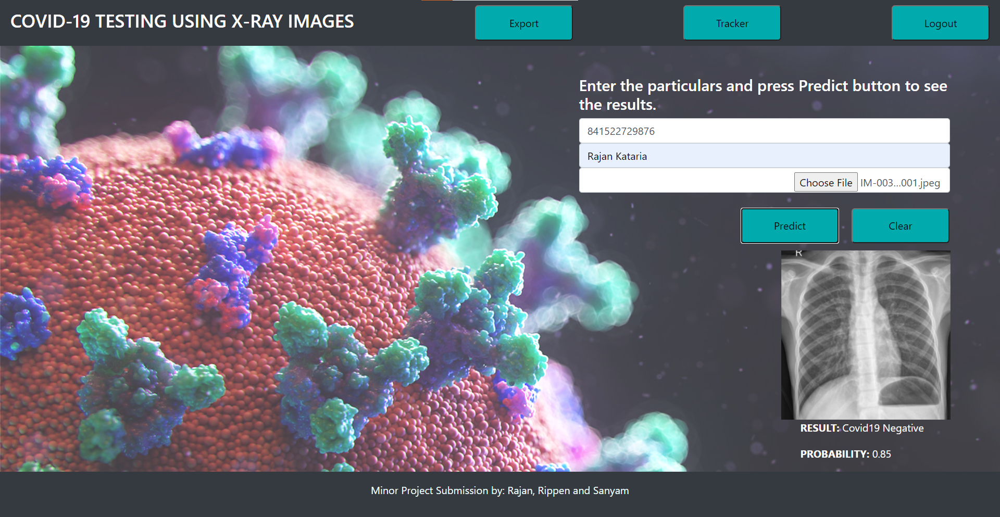 COVID-19 TESTING USING X-RAY IMAGES
Export
Tracker
Logout
Enter the particulars and press Predict button to see
the results.
841522729876
Rajan Kataria
Choose File IM-003...001.jpeg
Predict
Clear
R
RESULT: Covid19 Negative
PROBABILITY: 0.85
Minor Project Submission by: Rajan, Rippen and Sanyam